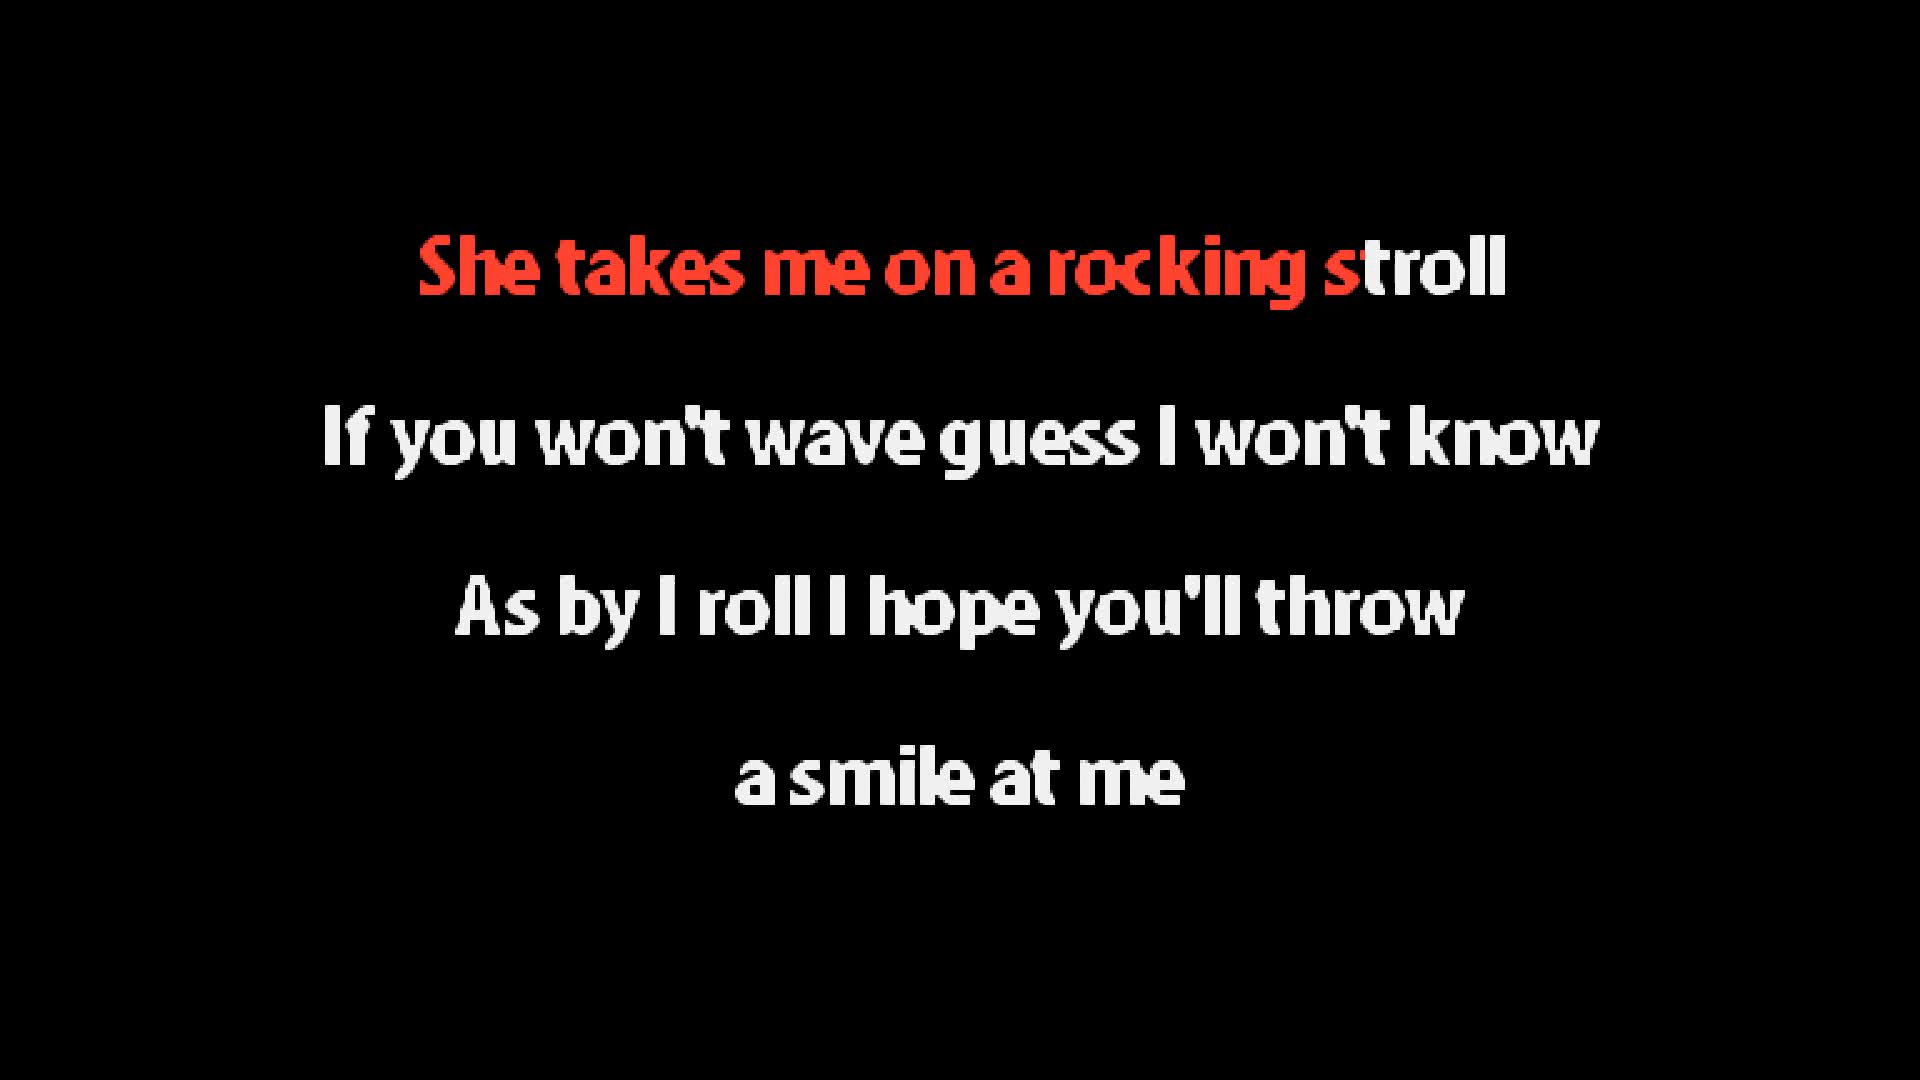 She takes me on a rocking stroll
If you won't wave guess I won't know
As by I roll I hope you'll throw
a smile at me